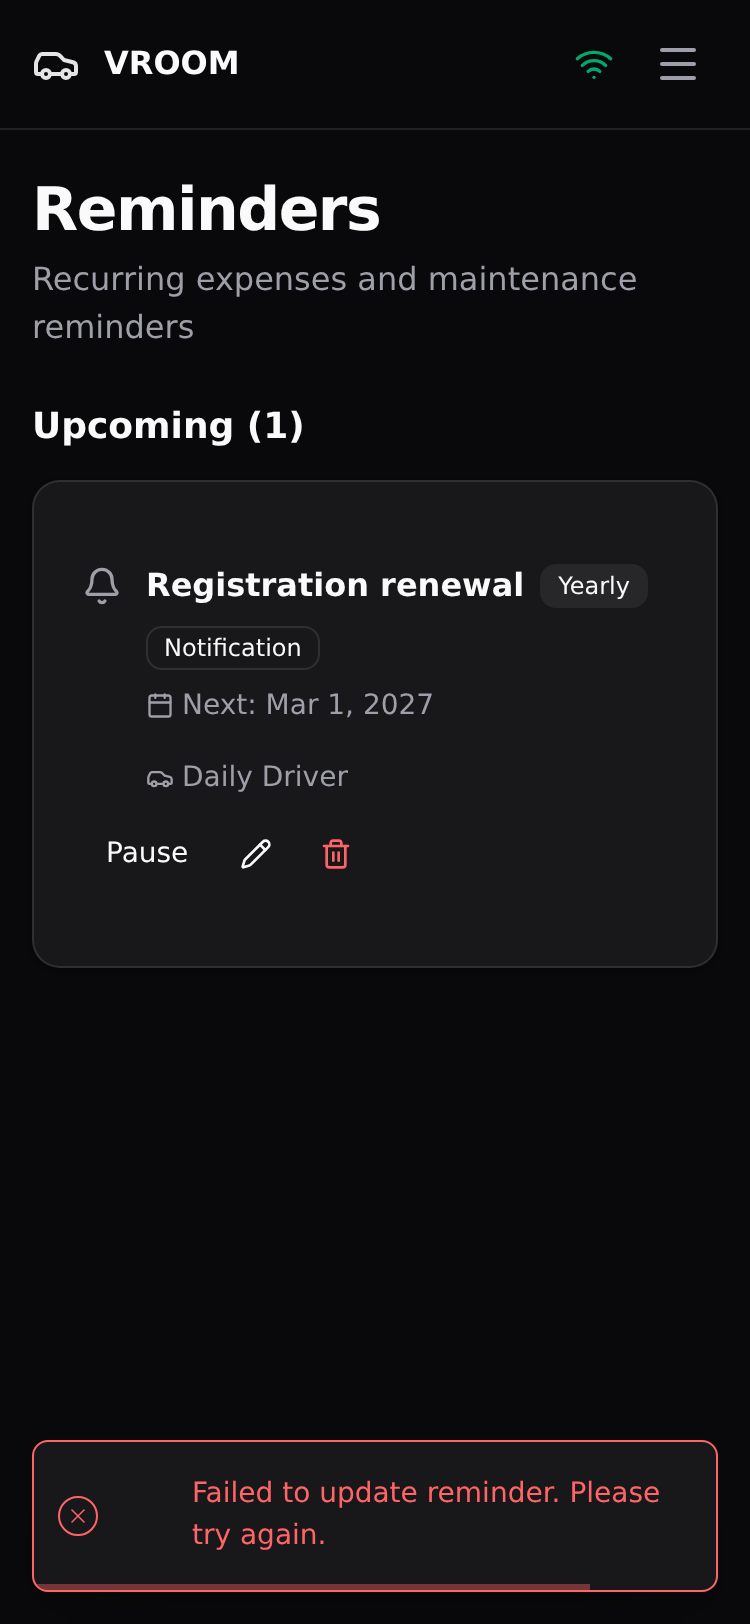 VROOM
Reminders
Recurring expenses and maintenance
reminders
Upcoming (1)
Registration renewal Yearly
Notification
Next: Mar 1, 2027
Daily Driver
Pause
Failed to update reminder. Please
try again.